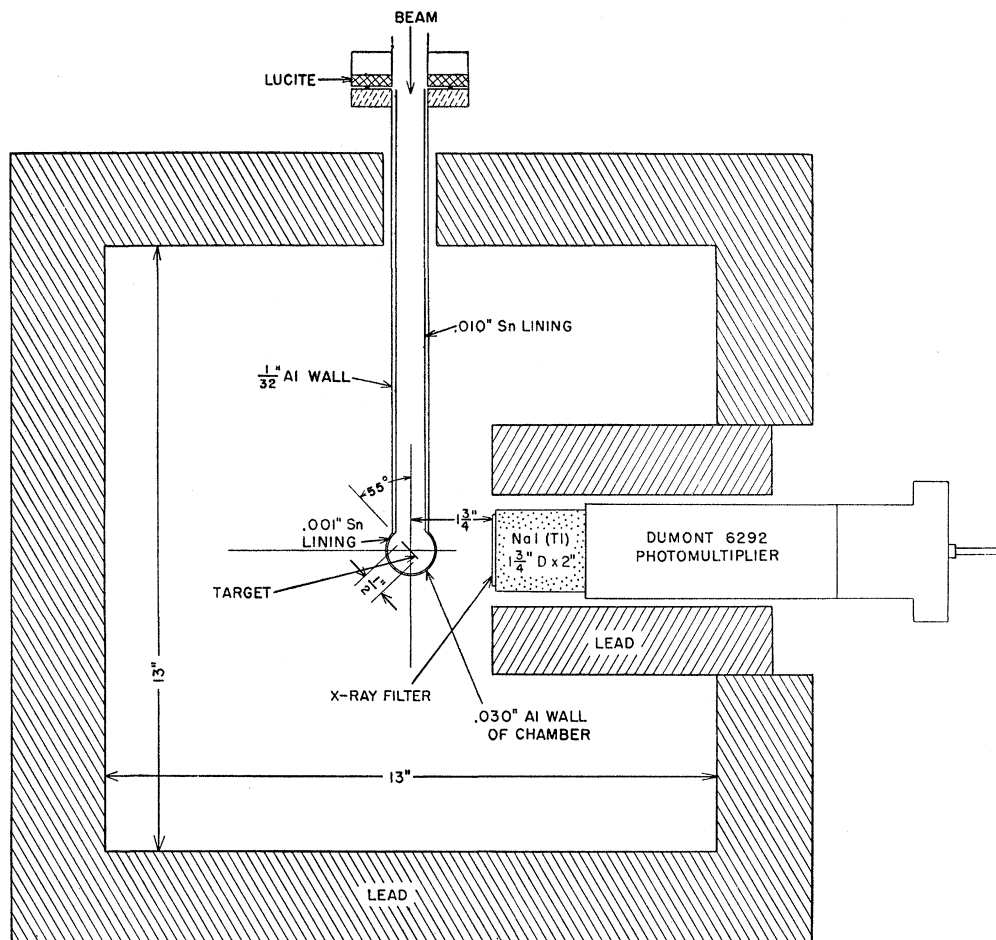 BEAM
LUCITE
.010" Sn LINING
1/32" Al WALL
55°
.001" Sn
LINING
1 3/4"
NaI (Tl)
1 3/4" D x 2"
DUMONT 6292
PHOTOMULTIPLIER
TARGET
1/2"
LEAD
X-RAY FILTER
.030" Al WALL
OF CHAMBER
13"
13"
LEAD